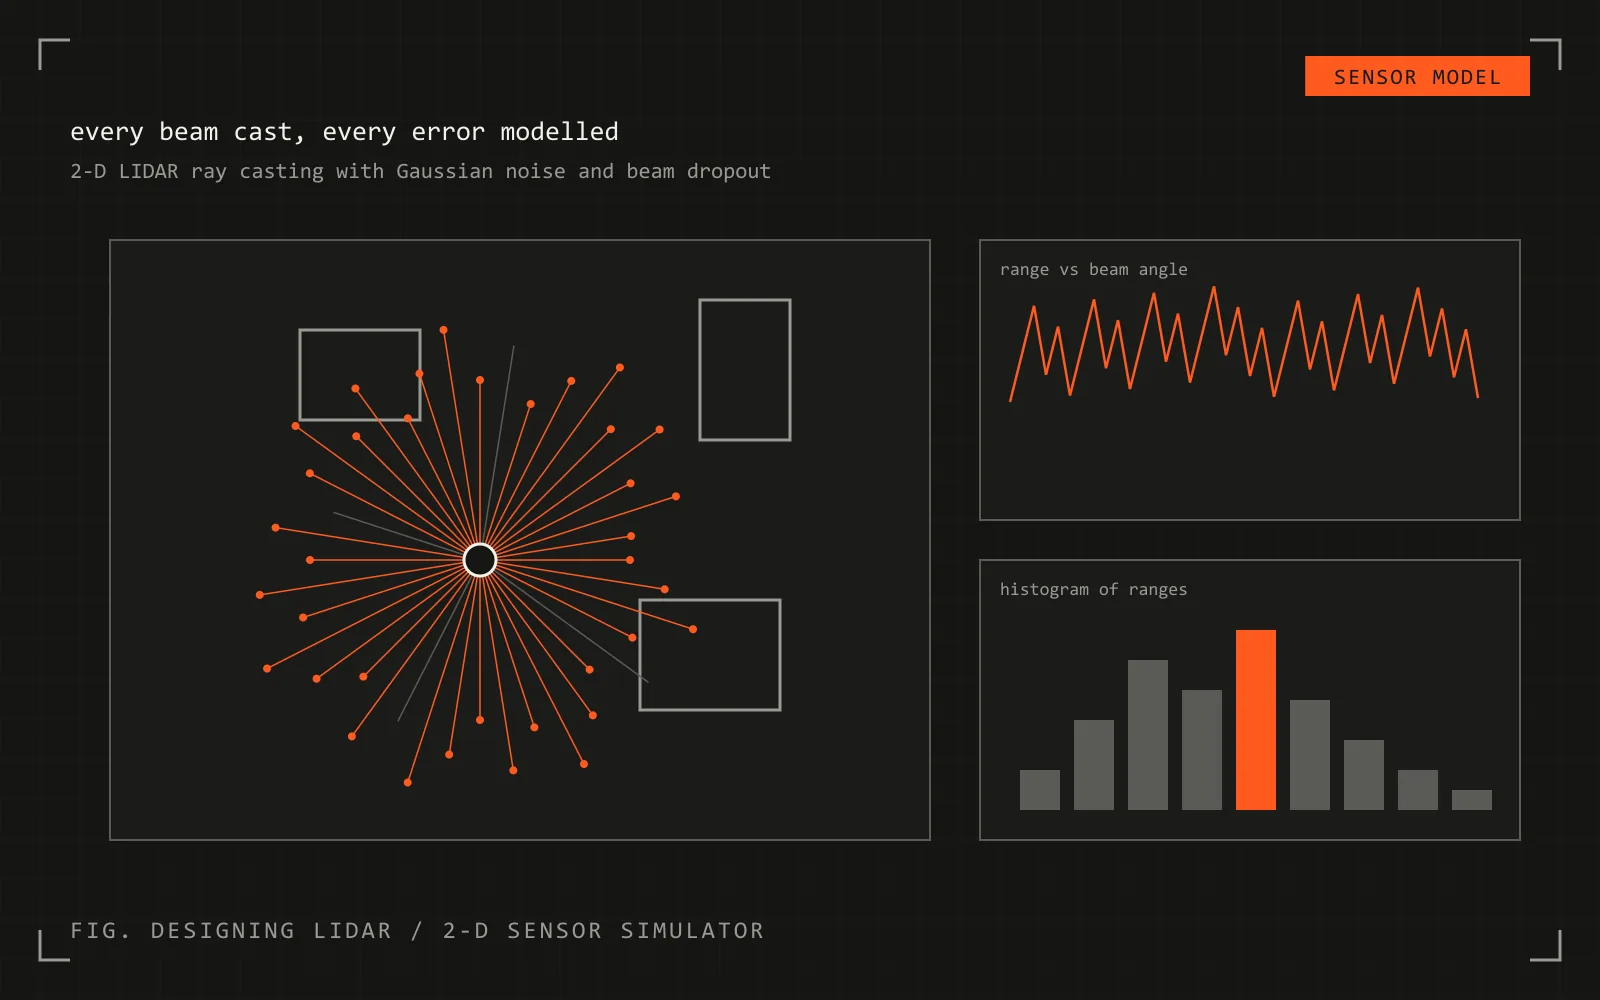 SENSOR MODEL
every beam cast, every error modelled
2-D LIDAR ray casting with Gaussian noise and beam dropout
range vs beam angle
histogram of ranges
FIG. DESIGNING LIDAR / 2-D SENSOR SIMULATOR